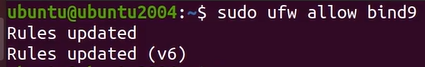 ubuntu@ubuntu2004:~$ sudo ufw allow bind9
Rules updated
Rules updated (v6)